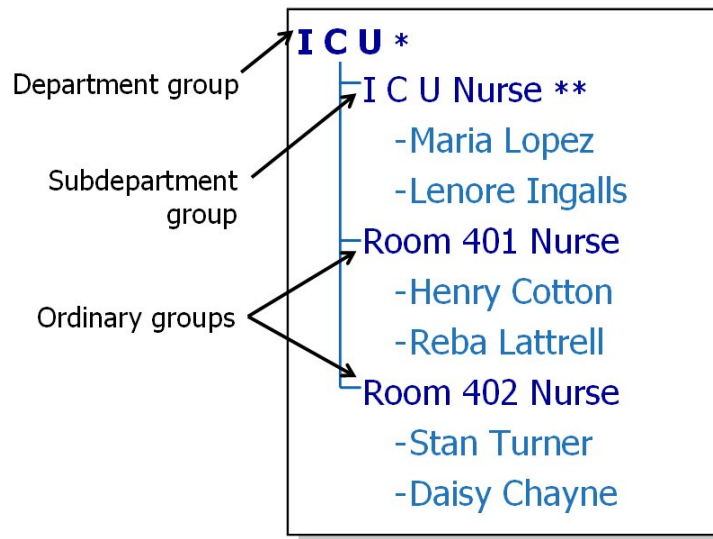 I C U *
Department group
I C U Nurse **
-Maria Lopez
Subdepartment
group
-Lenore Ingalls
Room 401 Nurse
-Henry Cotton
Ordinary groups
-Reba Lattrell
Room 402 Nurse
-Stan Turner
-Daisy Chayne